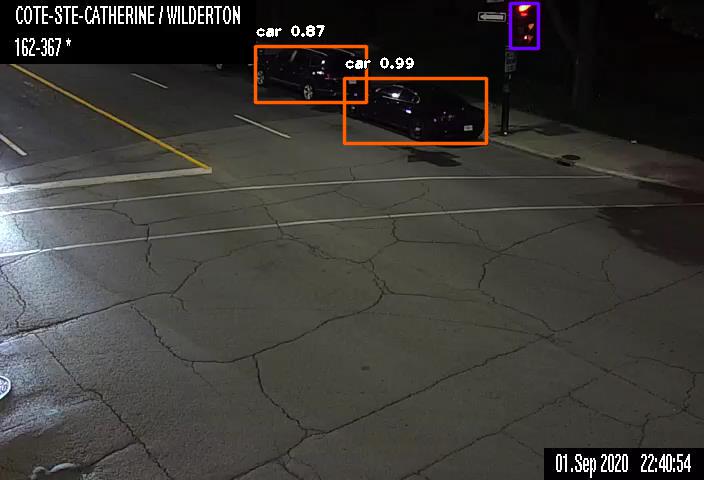 COTE-STE-CATHERINE / WILDERTON
162-367 *
car 0.87
car 0.99
01.Sep 2020 22:40:54